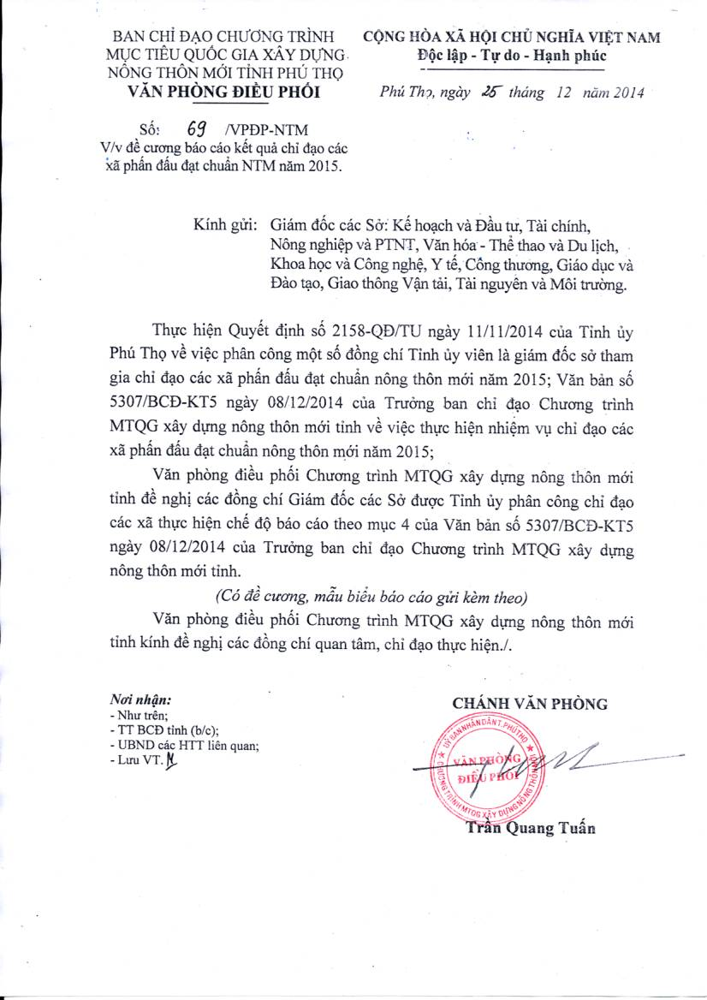 BAN CHỈ ĐẠO CHƯƠNG TRÌNH
MỤC TIÊU QUỐC GIA XÂY DỰNG
NÔNG THÔN MỚI TỈNH PHÚ THỌ
VĂN PHÒNG ĐIỀU PHỐI
Số: 69 /VPĐP-NTM
V/v đề cương báo cáo kết quả chỉ đạo các
xã phấn đấu đạt chuẩn NTM năm 2015.
CỘNG HÒA XÃ HỘI CHỦ NGHĨA VIỆT NAM
Độc lập - Tự do - Hạnh phúc
Phú Thọ, ngày 25 tháng 12 năm 2014
Kính gửi: Giám đốc các Sở: Kế hoạch và Đầu tư, Tài chính,
Nông nghiệp và PTNT, Văn hóa - Thể thao và Du lịch,
Khoa học và Công nghệ, Y tế, Công thương, Giáo dục và
Đào tạo, Giao thông Vận tải, Tài nguyên và Môi trường.
Thực hiện Quyết định số 2158-QĐ/TU ngày 11/11/2014 của Tỉnh ủy
Phú Thọ về việc phân công một số đồng chí Tỉnh ủy viên là giám đốc sở tham
gia chỉ đạo các xã phấn đấu đạt chuẩn nông thôn mới năm 2015; Văn bản số
5307/BCĐ-KT5 ngày 08/12/2014 của Trưởng ban chỉ đạo Chương trình
MTQG xây dựng nông thôn mới tỉnh về việc thực hiện nhiệm vụ chỉ đạo các
xã phấn đấu đạt chuẩn nông thôn mới năm 2015;
Văn phòng điều phối Chương trình MTQG xây dựng nông thôn mới
tỉnh đề nghị các đồng chí Giám đốc các Sở được Tỉnh ủy phân công chỉ đạo
các xã thực hiện chế độ báo cáo theo mục 4 của Văn bản số 5307/BCĐ-KT5
ngày 08/12/2014 của Trưởng ban chỉ đạo Chương trình MTQG xây dựng
nông thôn mới tỉnh.
(Có đề cương, mẫu biểu báo cáo gửi kèm theo)
Văn phòng điều phối Chương trình MTQG xây dựng nông thôn mới
tỉnh kính đề nghị các đồng chí quan tâm, chỉ đạo thực hiện./.
Nơi nhận:
- Như trên;
- TT BCĐ tỉnh (b/c);
- UBND các HTT liên quan;
- Lưu VT.
CHÁNH VĂN PHÒNG
ỦY BAN NHÂN DÂN T. PHÚ THỌ
VĂN PHÒNG
ĐIỀU PHỐI
CHƯƠNG TRÌNH MTQG XÂY DỰNG NÔNG THÔN MỚI
Trần Quang Tuấn